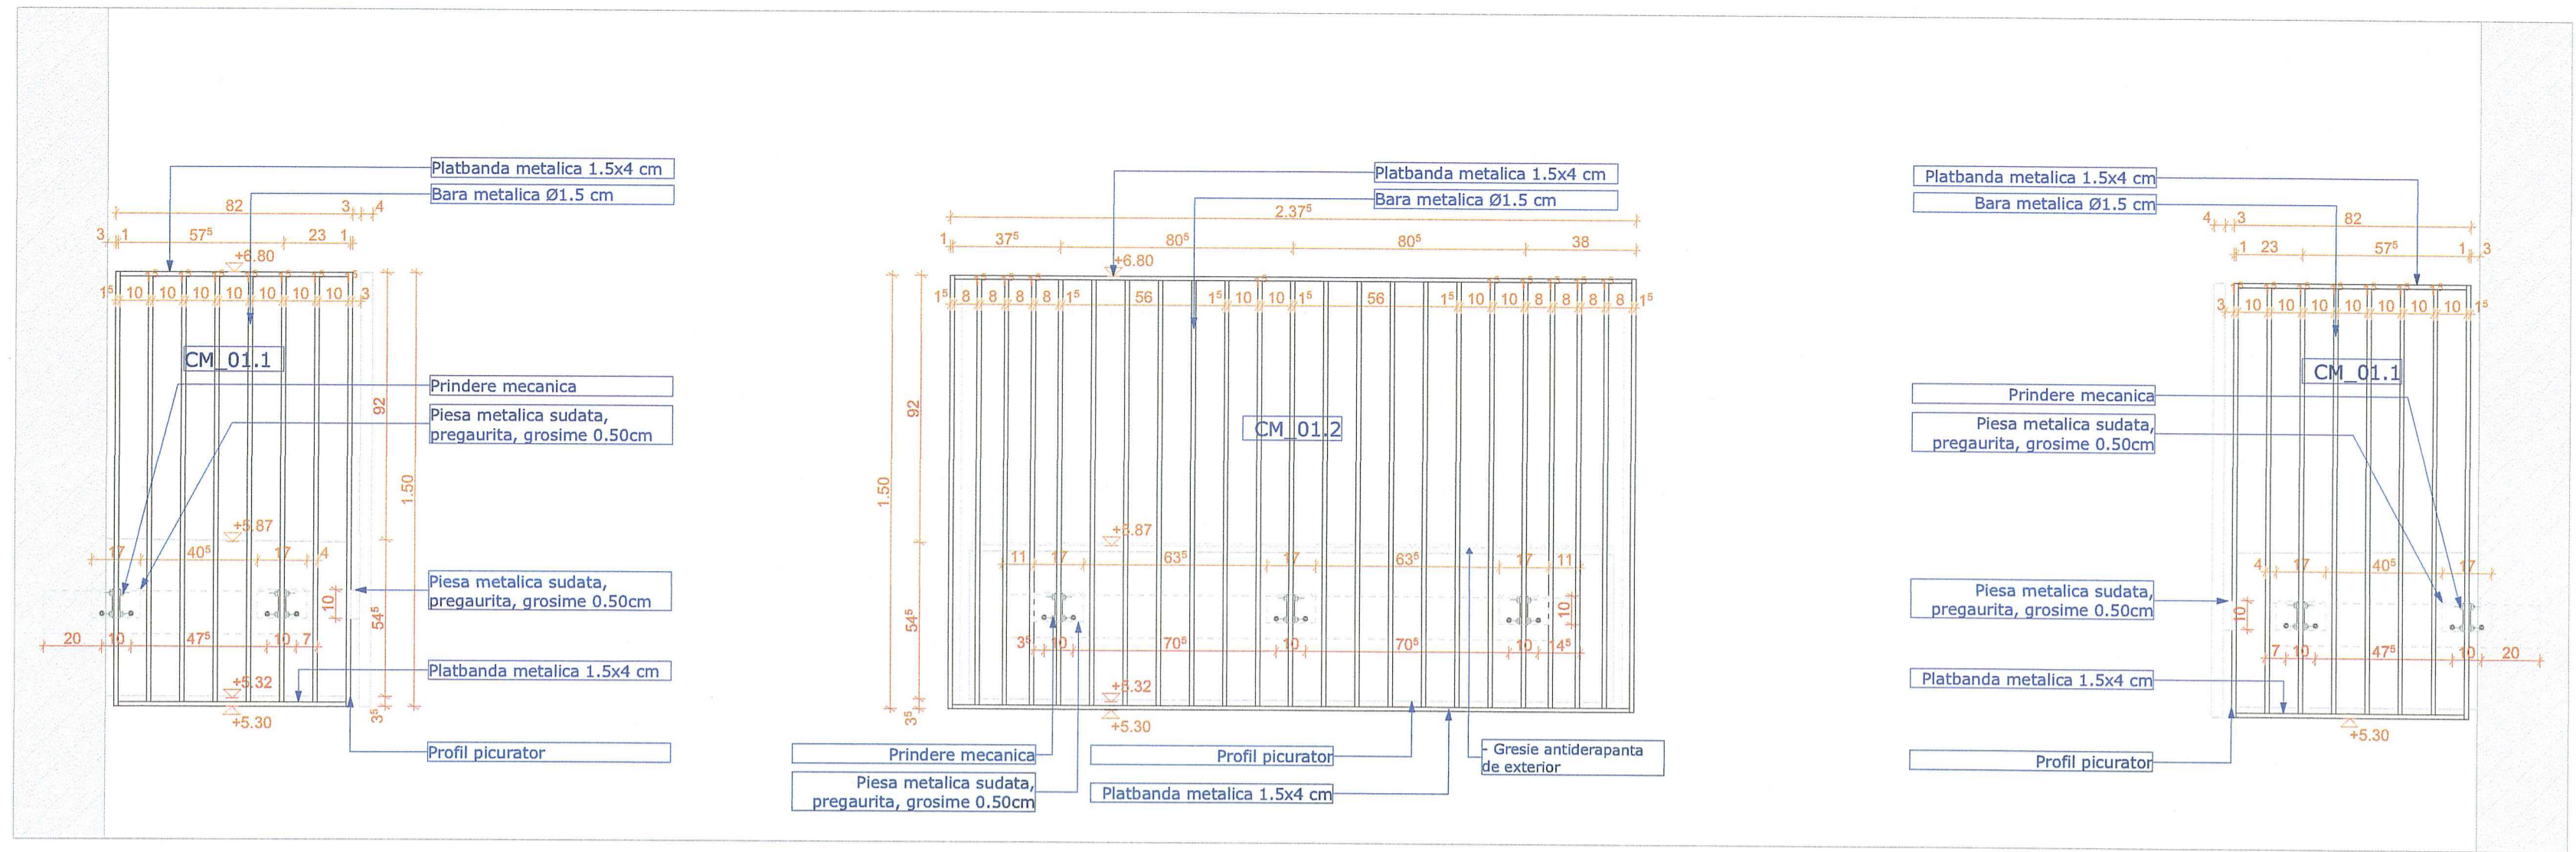 Platbanda metalica 1.5x4 cm
Bara metalica Ø1.5 cm
82 3 4
3 1 57⁵ 23 1
+6.80
1⁵ 10 10 10 10 10 10 10 3
CM_01.1
Prindere mecanica
Piesa metalica sudata,
pregaurita, grosime 0.50cm
92
1.50
+5.87
17 40⁵ 17 4
Piesa metalica sudata,
pregaurita, grosime 0.50cm
10
54⁵
20 10 47⁵ 10 7
Platbanda metalica 1.5x4 cm
+5.32
+5.30
3⁵
Profil picurator
Platbanda metalica 1.5x4 cm
Bara metalica Ø1.5 cm
2.37⁵
1 37⁵ 80⁵ 80⁵ 38
+6.80
1⁵ 8 8 8 8 1⁵ 56 1⁵ 10 10 1⁵ 56 1⁵ 10 10 8 8 8 8 1⁵
92
CM_01.2
1.50
+5.87
11 17 63⁵ 17 63⁵ 17 11
10
54⁵
3⁵ 10 70⁵ 10 70⁵ 10 14⁵
+5.32
3⁵
+5.30
Prindere mecanica
Profil picurator
- Gresie antiderapanta
de exterior
Piesa metalica sudata,
pregaurita, grosime 0.50cm
Platbanda metalica 1.5x4 cm
Platbanda metalica 1.5x4 cm
Bara metalica Ø1.5 cm
4 3 82
1 23 57⁵ 1 3
3 10 10 10 10 10 10 10 1⁵
CM_01.1
Prindere mecanica
Piesa metalica sudata,
pregaurita, grosime 0.50cm
4 17 40⁵ 17
Piesa metalica sudata,
pregaurita, grosime 0.50cm
10
7 10 47⁵ 10 20
Platbanda metalica 1.5x4 cm
+5.30
Profil picurator